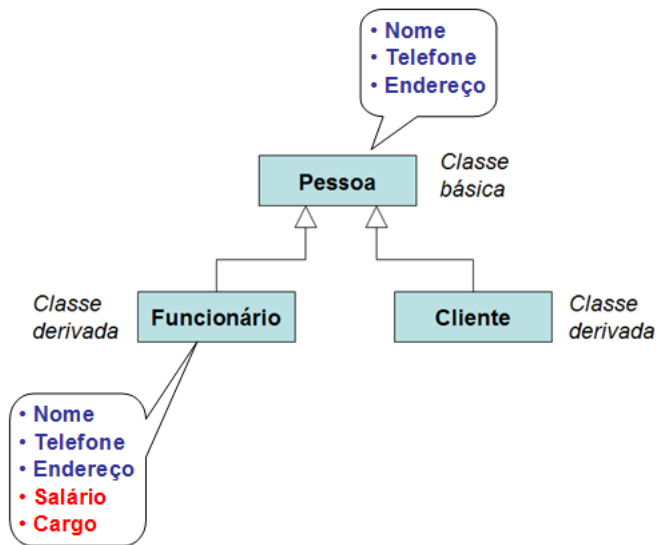 • Nome
• Telefone
• Endereço
Pessoa
Classe
básica
Classe
derivada
Funcionário
Cliente
Classe
derivada
• Nome
• Telefone
• Endereço
• Salário
• Cargo